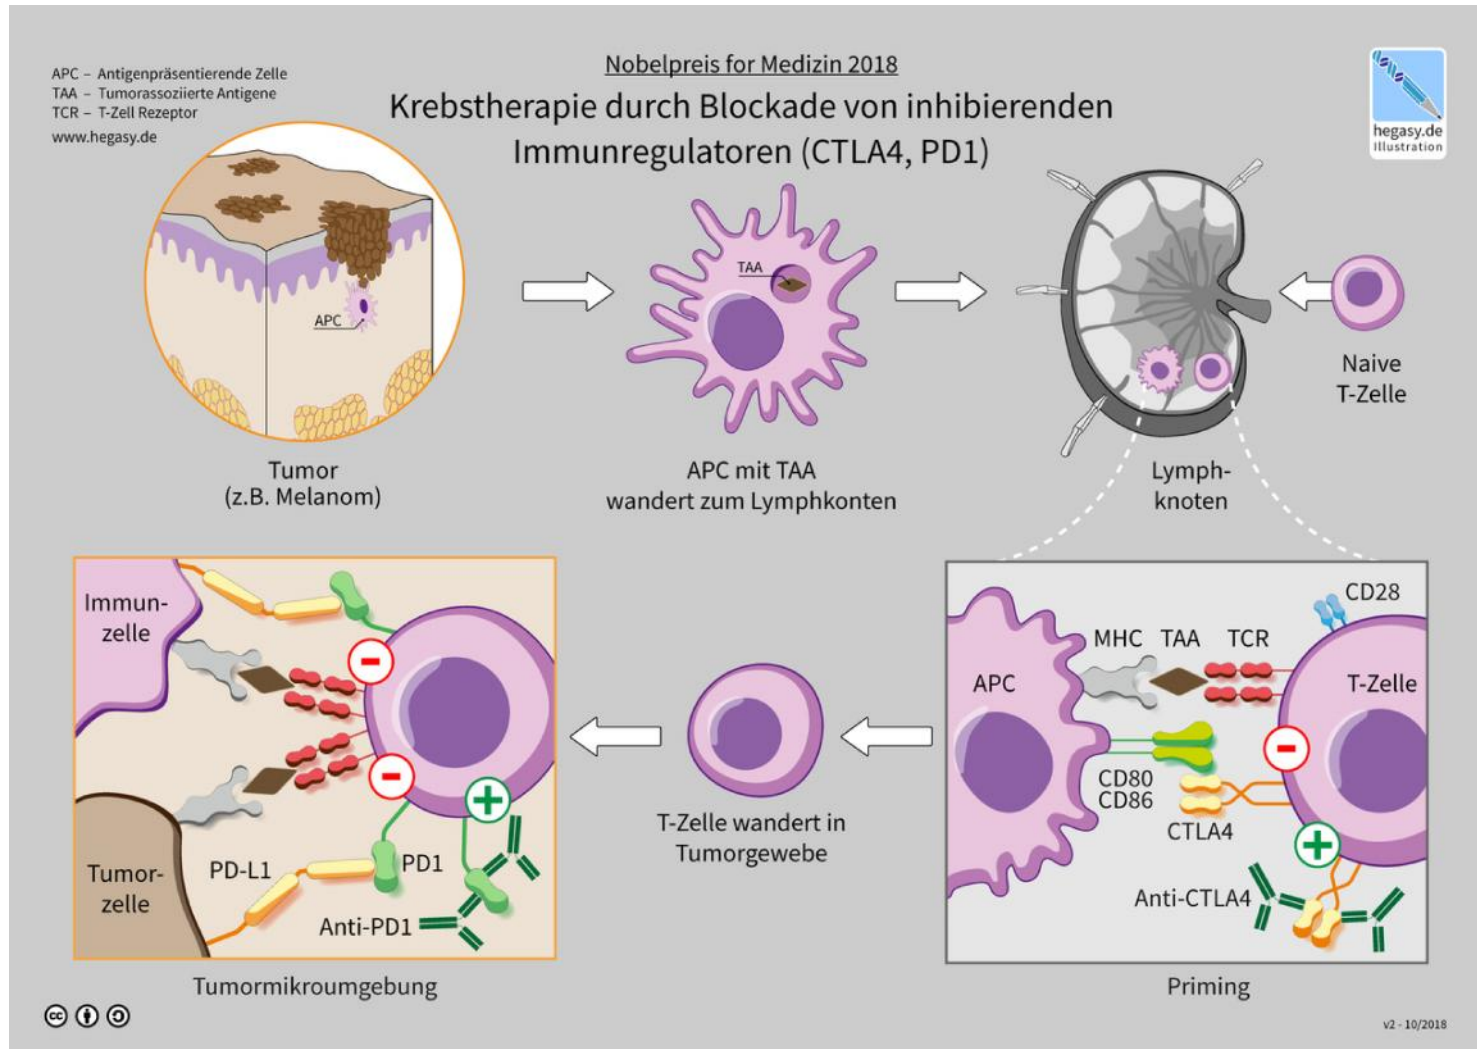 APC – Antigenpräsentierende Zelle
TAA – Tumorassoziierte Antigene
TCR – T-Zell Rezeptor
www.hegasy.de
Nobelpreis for Medizin 2018
Krebstherapie durch Blockade von inhibierenden
Immunregulatoren (CTLA4, PD1)
hegasy.de
Illustration
APC
TAA
Tumor
(z.B. Melanom)
APC mit TAA
wandert zum Lymphkonten
Lymph-
knoten
Naive
T-Zelle
Immun-
zelle
Tumor-
zelle
PD-L1
PD1
Anti-PD1
Tumormikroumgebung
T-Zelle wandert in
Tumorgewebe
CD28
MHC TAA TCR
APC
T-Zelle
CD80
CD86
CTLA4
Anti-CTLA4
Priming
cc
v2 - 10/2018